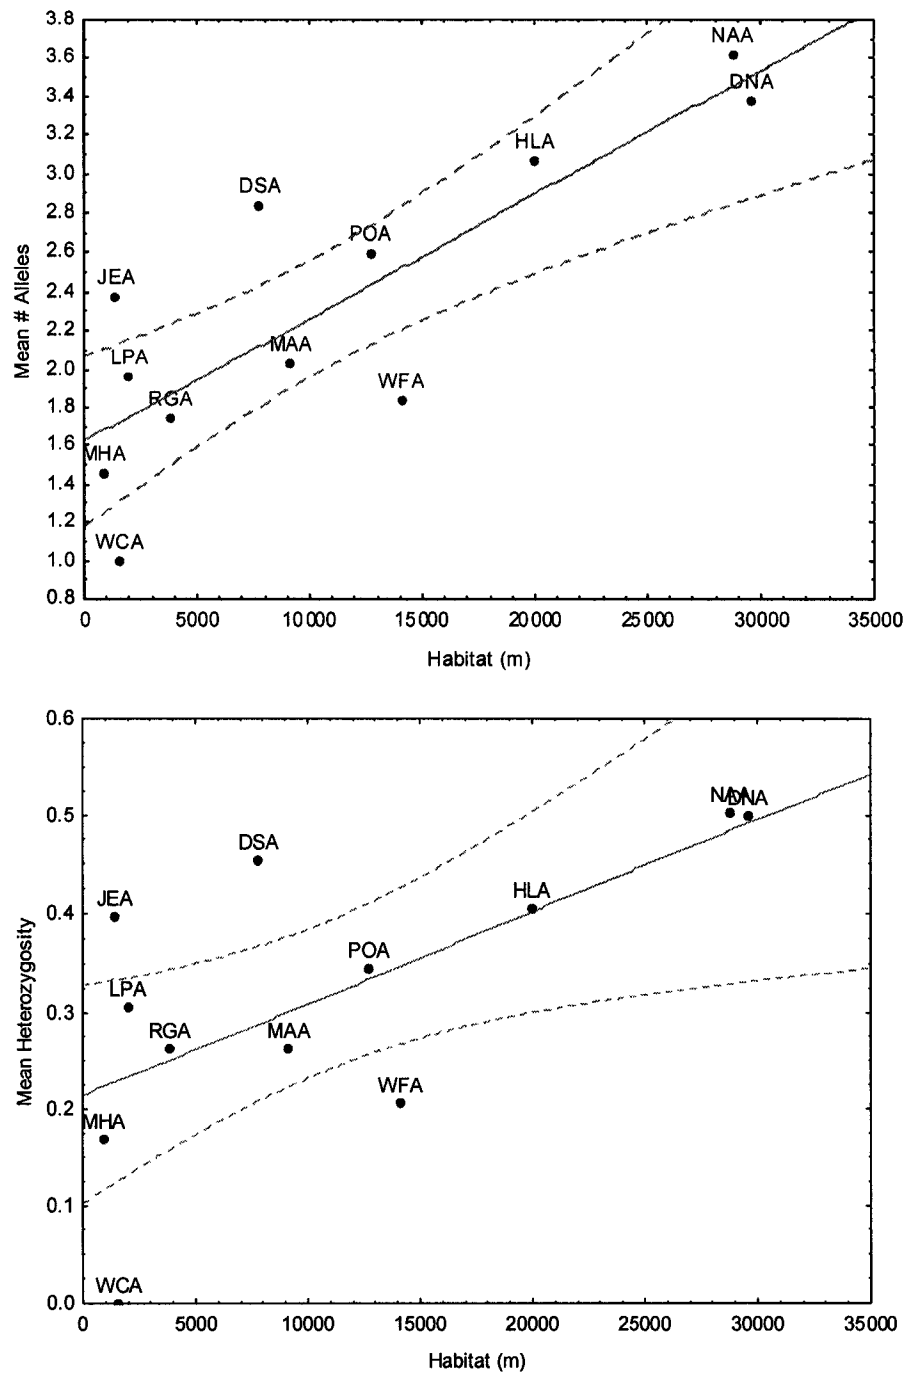 3.8
3.6
3.4
3.2
3.0
2.8
2.6
2.4
2.2
2.0
1.8
1.6
1.4
1.2
1.0
0.8
Mean # Alleles
NAA
DNA
HLA
DSA
POA
JEA
MAA
LPA
WFA
RGA
MHA
WCA
0 5000 10000 15000 20000 25000 30000 35000
Habitat (m)
0.6
0.5
0.4
0.3
0.2
0.1
0.0
Mean Heterozygosity
NAA
DNA
DSA
JEA
HLA
POA
LPA
RGA
MAA
WFA
MHA
WCA
0 5000 10000 15000 20000 25000 30000 35000
Habitat (m)